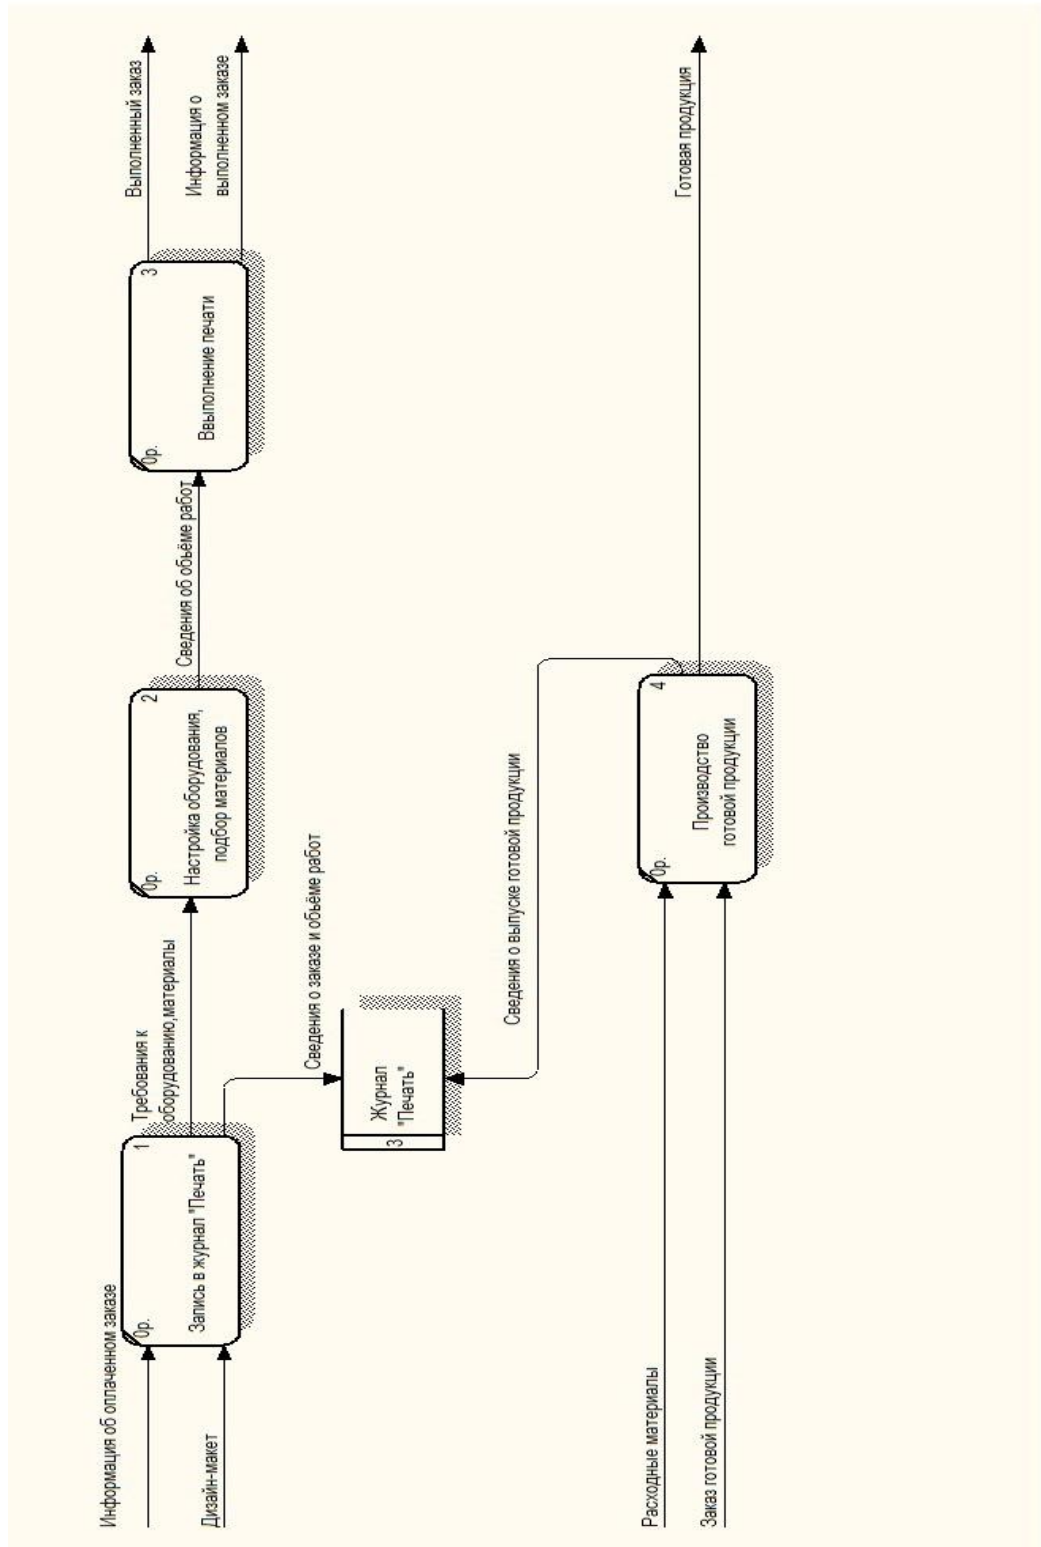 Информация об оплаченном заказе
Дизайн-макет
0р.
1
Запись в журнал "Печать"
Требования к
оборудованию,материалы
0р.
2
Настройка оборудования,
подбор материалов
Сведения об обьёме работ
0р.
3
Ввыполнение печати
Выполненный заказ
Информация о
выполненном заказе
Сведения о заказе и обьёме работ
3
Журнал
"Печать"
Сведения о выпуске готовой продукции
Расходные материалы
Заказ готовой продукции
0р.
4
Производство
готовой продукции
Готовая продукция